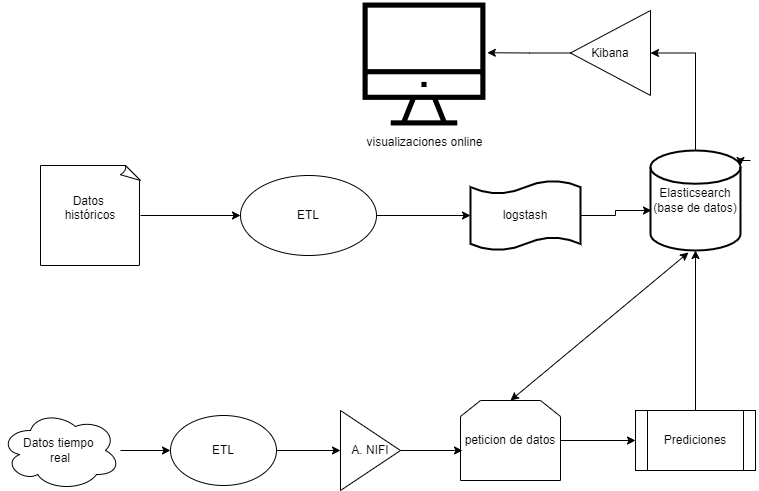 Kibana
visualizaciones online
Datos
históricos
ETL
logstash
Elasticsearch
(base de datos)
Datos tiempo
real
ETL
A. NIFI
peticion de datos
Prediciones